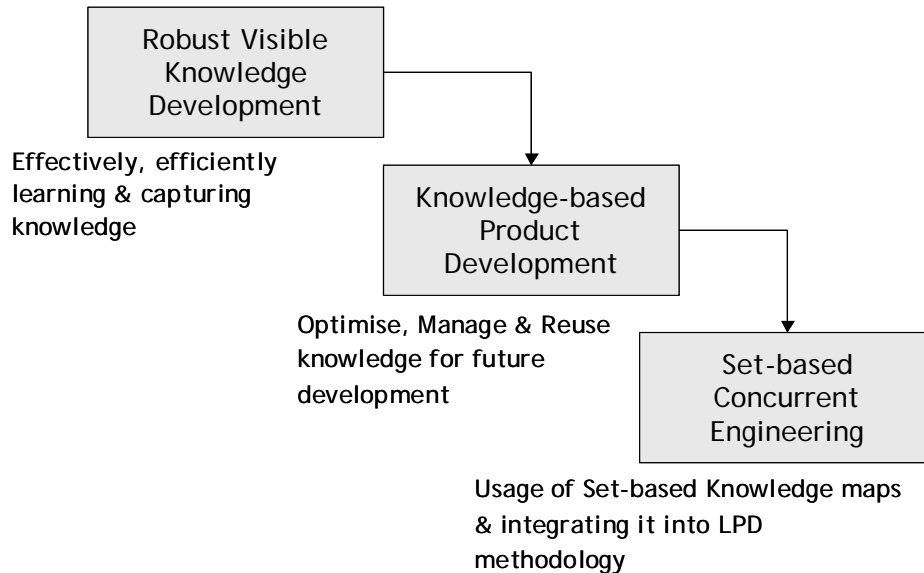 Robust Visible
Knowledge
Development
Effectively, efficiently
learning & capturing
knowledge
Knowledge-based
Product
Development
Optimise, Manage & Reuse
knowledge for future
development
Set-based
Concurrent
Engineering
Usage of Set-based Knowledge maps
& integrating it into LPD
methodology